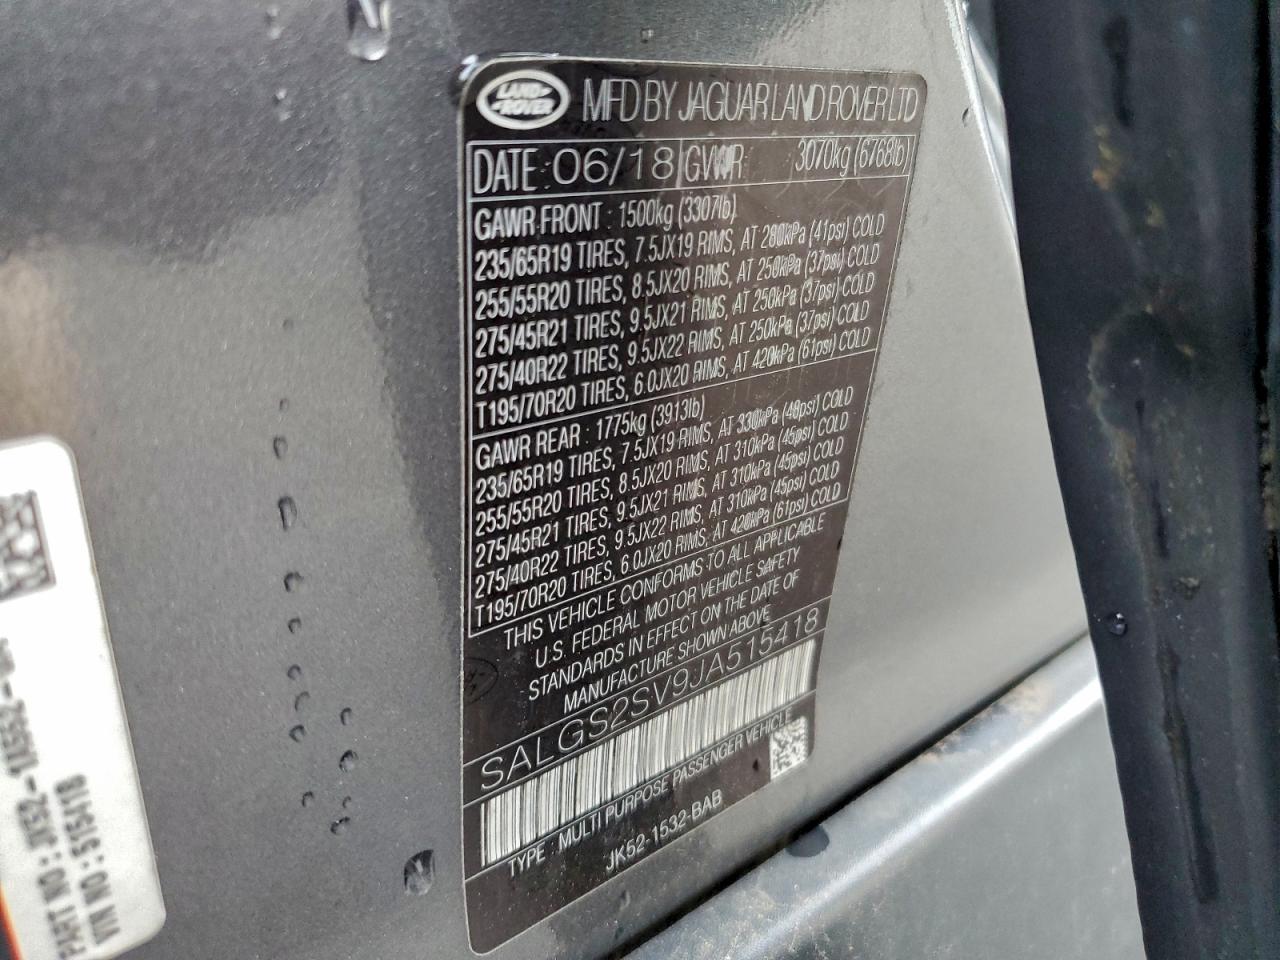 LAND-
-ROVER
MFD BY JAGUAR LAND ROVER LTD
DATE : 06/18 GVWR 3070kg (6768lb)
GAWR FRONT : 1500kg (3307lb)
235/65R19 TIRES, 7.5JX19 RIMS, AT 280kPa (41psi) COLD
255/55R20 TIRES, 8.5JX20 RIMS, AT 250kPa (37psi) COLD
275/45R21 TIRES, 9.5JX21 RIMS, AT 250kPa (37psi) COLD
275/40R22 TIRES, 9.5JX22 RIMS, AT 250kPa (37psi) COLD
T195/70R20 TIRES, 6.0JX20 RIMS, AT 420kPa (61psi) COLD
GAWR REAR : 1775kg (3913lb)
235/65R19 TIRES, 7.5JX19 RIMS, AT 330kPa (48psi) COLD
255/55R20 TIRES, 8.5JX20 RIMS, AT 310kPa (45psi) COLD
275/45R21 TIRES, 9.5JX21 RIMS, AT 310kPa (45psi) COLD
275/40R22 TIRES, 9.5JX22 RIMS, AT 310kPa (45psi) COLD
T195/70R20 TIRES, 6.0JX20 RIMS, AT 420kPa (61psi) COLD
THIS VEHICLE CONFORMS TO ALL APPLICABLE
U.S. FEDERAL MOTOR VEHICLE SAFETY
STANDARDS IN EFFECT ON THE DATE OF
MANUFACTURE SHOWN ABOVE
SALGS2SV9JA515418
TYPE : MULTI PURPOSE PASSENGER VEHICLE
JK52-1532-BAB
PART NO: JK52-
VIN NO: 515418